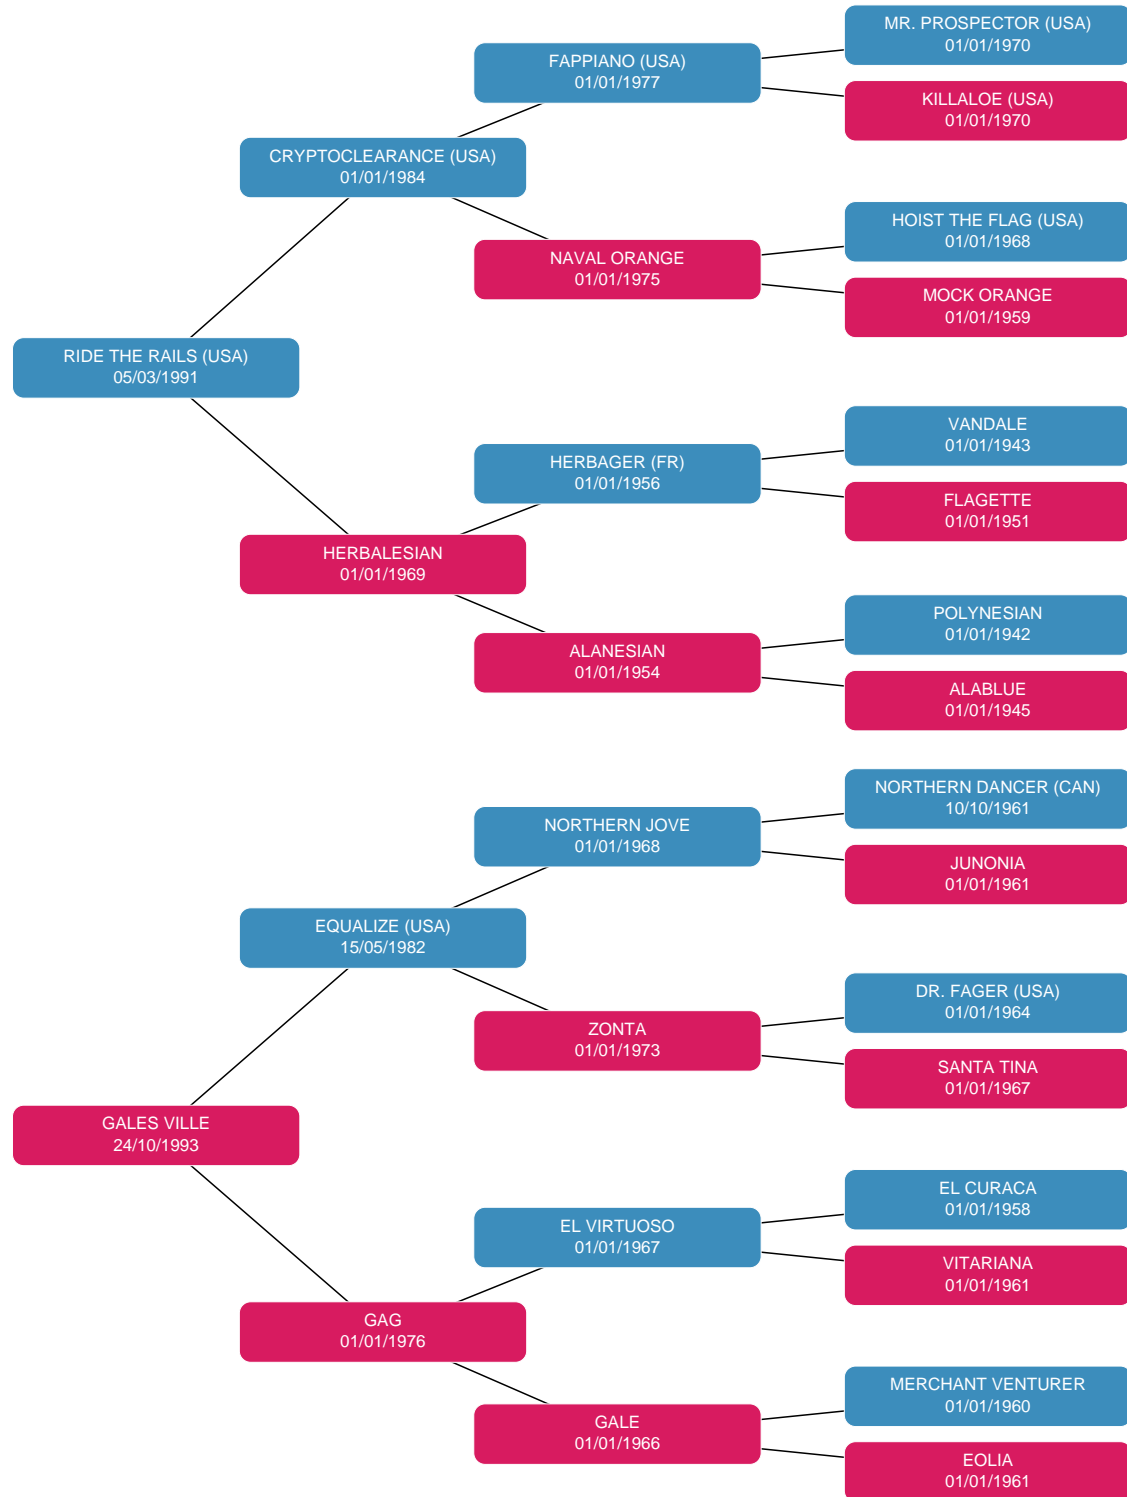 MR. PROSPECTOR (USA)
01/01/1970
FAPPIANO (USA)
01/01/1977
KILLALOE (USA)
01/01/1970
CRYPTOCLEARANCE (USA)
01/01/1984
HOIST THE FLAG (USA)
01/01/1968
NAVAL ORANGE
01/01/1975
MOCK ORANGE
01/01/1959
RIDE THE RAILS (USA)
05/03/1991
VANDALE
01/01/1943
HERBAGER (FR)
01/01/1956
FLAGETTE
01/01/1951
HERBALESIAN
01/01/1969
POLYNESIAN
01/01/1942
ALANESIAN
01/01/1954
ALABLUE
01/01/1945
NORTHERN DANCER (CAN)
10/10/1961
NORTHERN JOVE
01/01/1968
JUNONIA
01/01/1961
EQUALIZE (USA)
15/05/1982
DR. FAGER (USA)
01/01/1964
ZONTA
01/01/1973
SANTA TINA
01/01/1967
GALES VILLE
24/10/1993
EL CURACA
01/01/1958
EL VIRTUOSO
01/01/1967
VITARIANA
01/01/1961
GAG
01/01/1976
MERCHANT VENTURER
01/01/1960
GALE
01/01/1966
EOLIA
01/01/1961